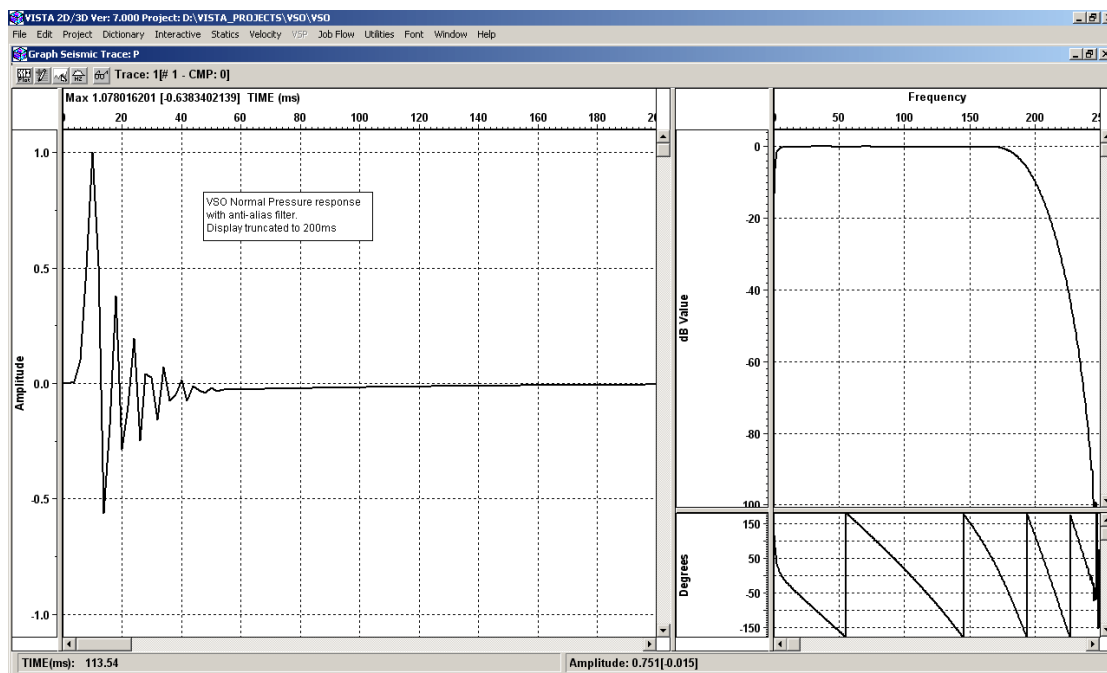 VISTA 2D/3D Ver: 7.000 Project: D:\VISTA_PROJECTS\VSO\VSO
File Edit Project Dictionary Interactive Statics Velocity VSP Job Flow Utilities Font Window Help
Graph Seismic Trace: P
Trace: 1[# 1 - CMP: 0]
Max 1.078016201 [-0.6383402139] TIME (ms)
20 40 60 80 100 120 140 160 180 20
1.0
0.5
0.0
-0.5
-1.0
Amplitude
VSO Normal Pressure response
with anti-alias filter.
Display truncated to 200ms
Frequency
0 50 100 150 200 25
0
-20
-40
-60
-80
100
dB Value
150
50
-50
-150
Degrees
TIME(ms): 113.54
Amplitude: 0.751[-0.015]